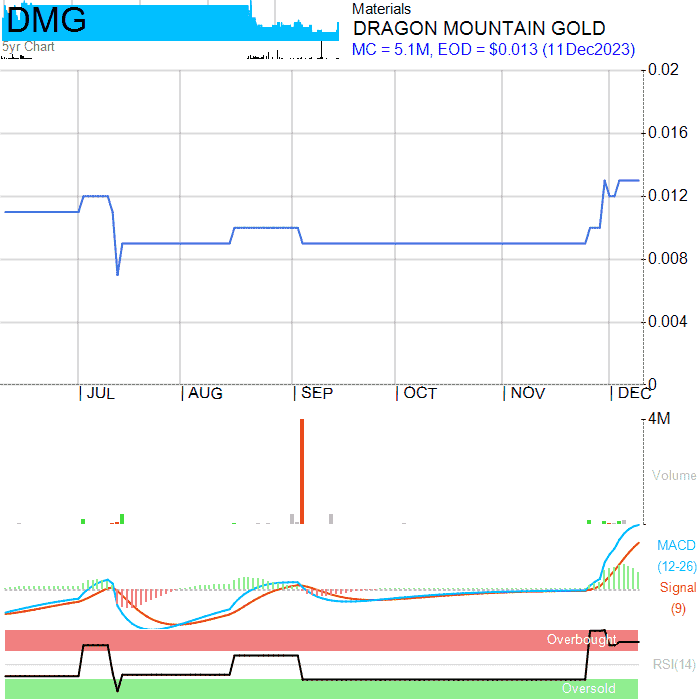 DMG
5yr Chart
Materials
DRAGON MOUNTAIN GOLD
MC = 5.1M, EOD = $0.013 (11Dec2023)
0.02
0.016
0.012
0.008
0.004
0
JUL AUG SEP OCT NOV DEC
4M
Volume
MACD
(12-26)
Signal
(9)
Overbought
RSI(14)
Oversold